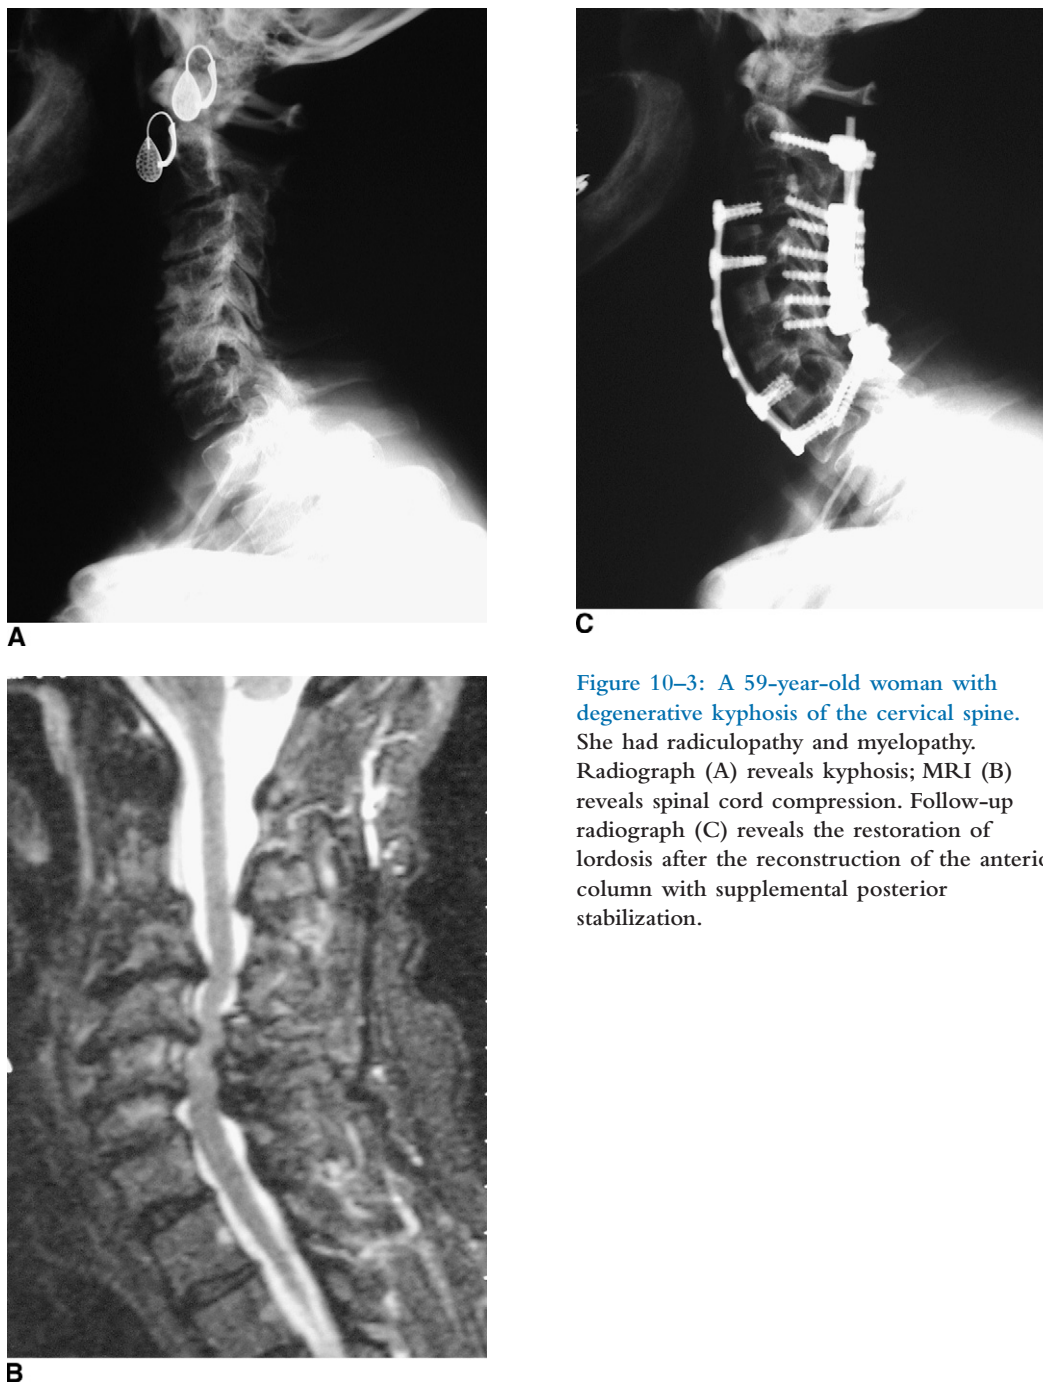 A
C
Figure 10–3: A 59-year-old woman with
degenerative kyphosis of the cervical spine.
She had radiculopathy and myelopathy.
Radiograph (A) reveals kyphosis; MRI (B)
reveals spinal cord compression. Follow-up
radiograph (C) reveals the restoration of
lordosis after the reconstruction of the anterio
column with supplemental posterior
stabilization.
B